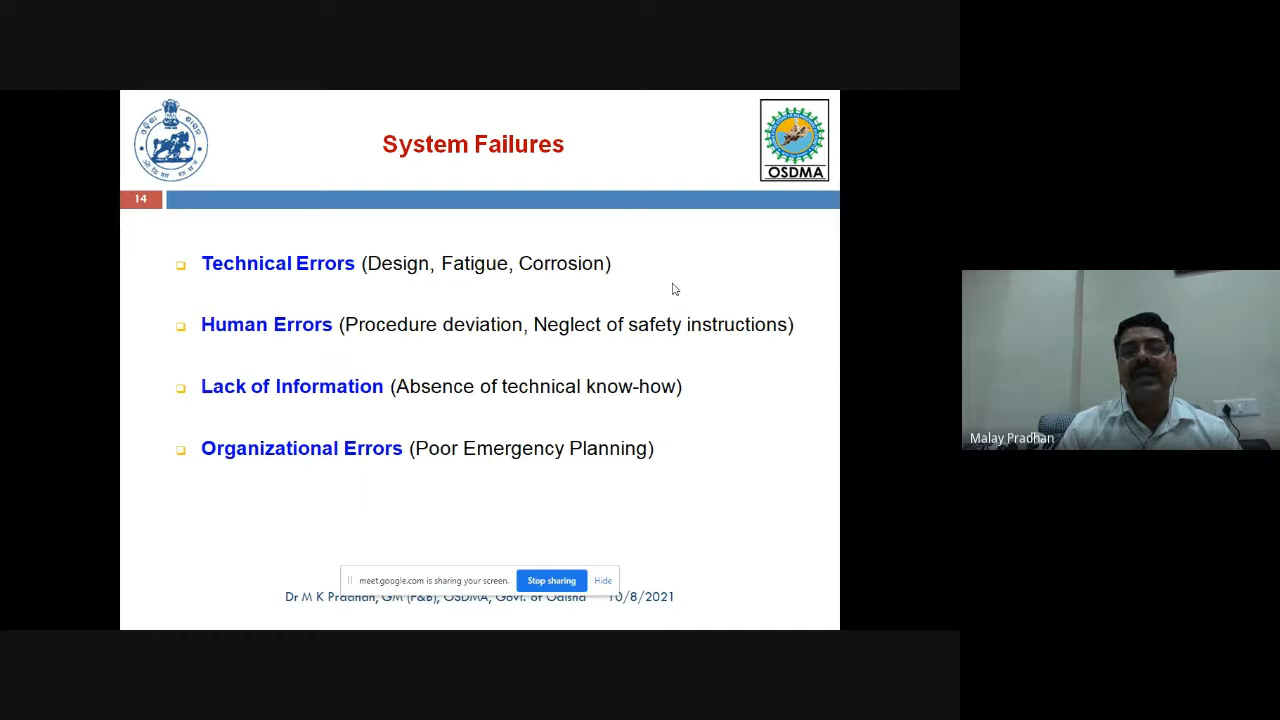 System Failures
OSDMA
14
Technical Errors (Design, Fatigue, Corrosion)
Human Errors (Procedure deviation, Neglect of safety instructions)
Lack of Information (Absence of technical know-how)
Organizational Errors (Poor Emergency Planning)
meet.google.com is sharing your screen. Stop sharing Hide
Dr M K Pradhan, GM (F&B), OSDMA, Govt. of Odisha 10/8/2021
Malay Pradhan